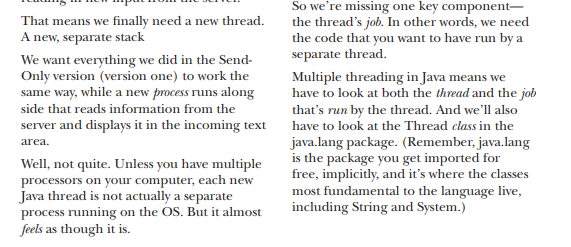 reading in new input from the server.
That means we finally need a new thread.
A new, separate stack
We want everything we did in the Send-
Only version (version one) to work the
same way, while a new process runs along
side that reads information from the
server and displays it in the incoming text
area.
Well, not quite. Unless you have multiple
processors on your computer, each new
Java thread is not actually a separate
process running on the OS. But it almost
feels as though it is.
So we’re missing one key component—
the thread’s job. In other words, we need
the code that you want to have run by a
separate thread.
Multiple threading in Java means we
have to look at both the thread and the job
that’s run by the thread. And we’ll also
have to look at the Thread class in the
java.lang package. (Remember, java.lang
is the package you get imported for
free, implicitly, and it’s where the classes
most fundamental to the language live,
including String and System.)